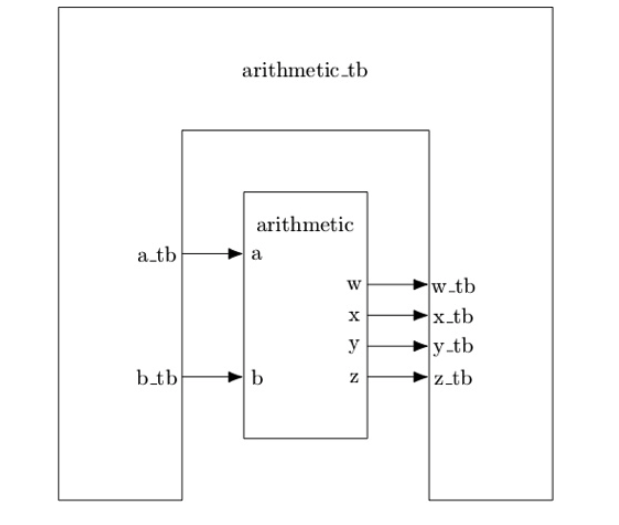 arithmetic_tb
arithmetic
a_tb a
w w_tb
x x_tb
y y_tb
b_tb b z z_tb